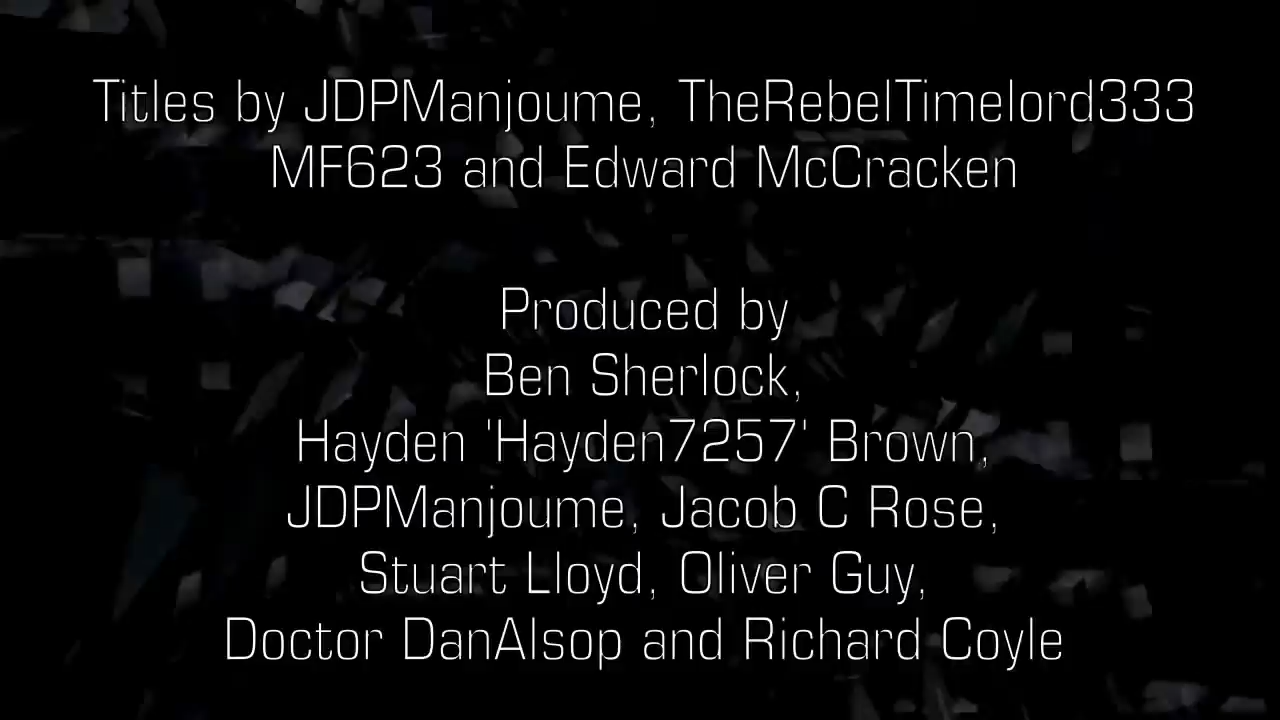 Titles by JDPManjoume, TheRebelTimelord333
MF623 and Edward McCracken
Produced by
Ben Sherlock,
Hayden 'Hayden7257' Brown,
JDPManjoume, Jacob C Rose,
Stuart Lloyd, Oliver Guy,
Doctor DanAlsop and Richard Coyle